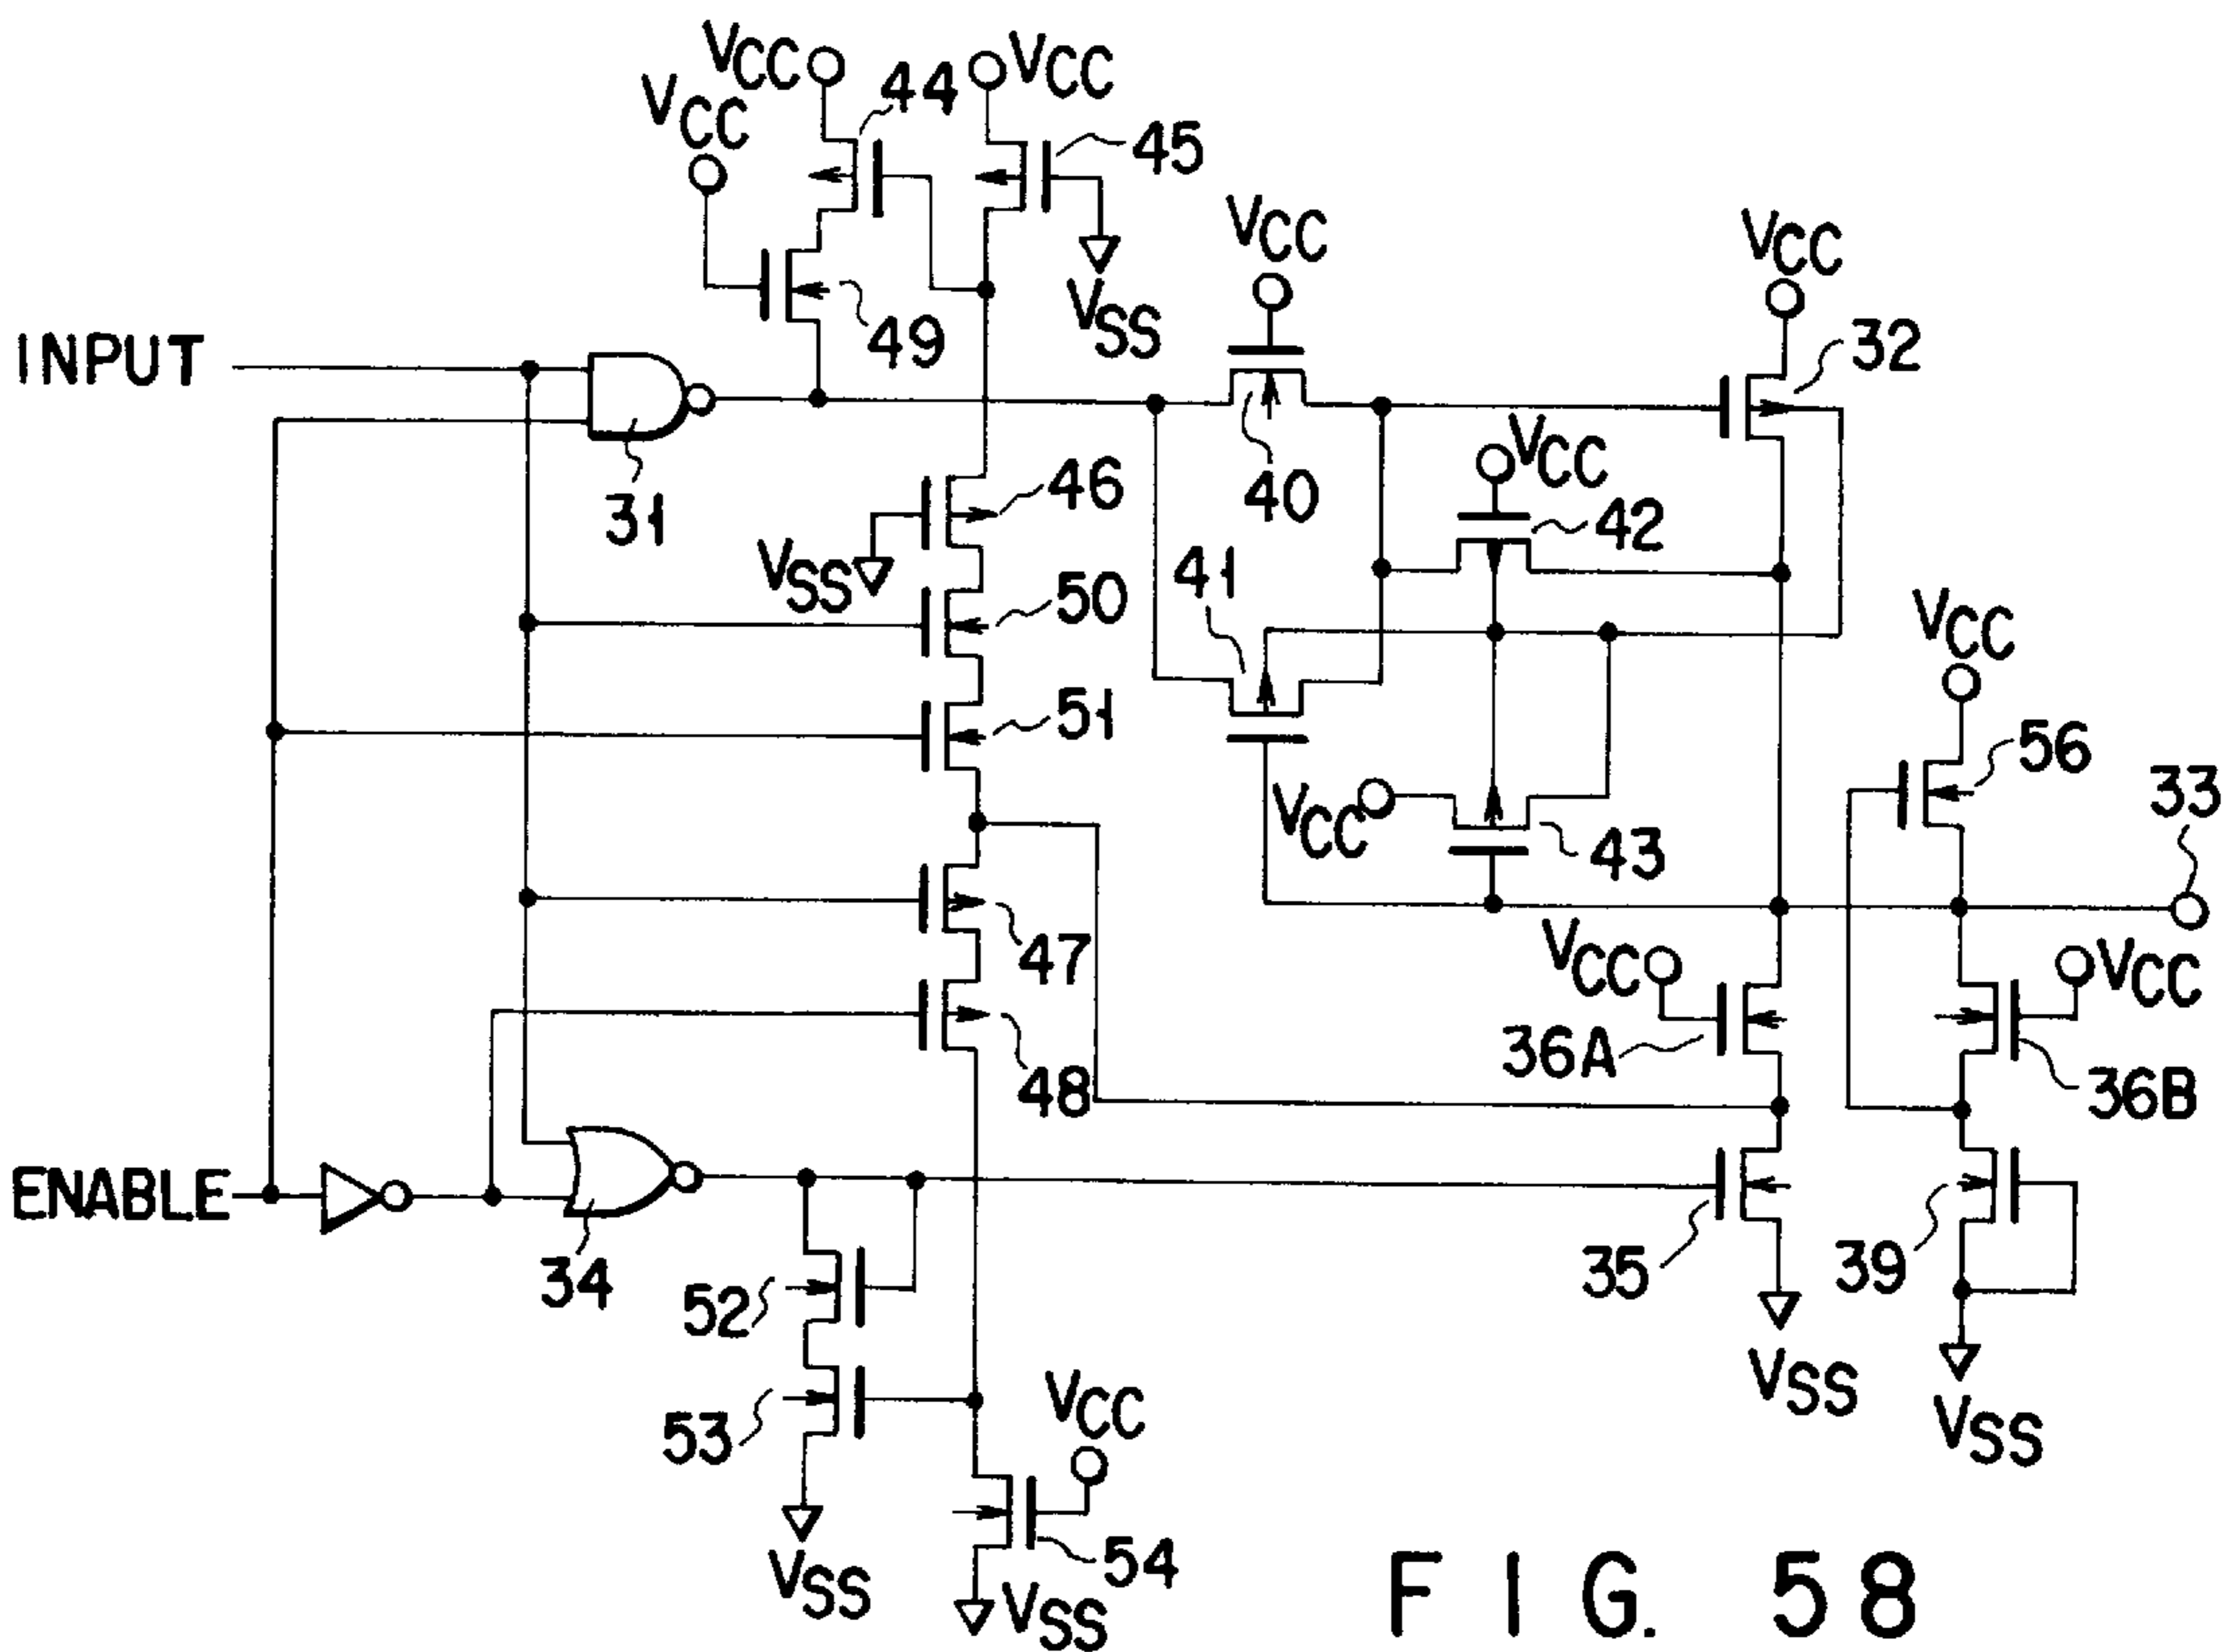 VCC
VCC
44
VCC
45
VCC
VCC
VSS
32
49
INPUT
31
46
40
VCC
42
VSS
50
41
VCC
51
56
33
VCC
43
47
VCC
VCC
36A
48
36B
ENABLE
34
52
35
39
VCC
53
VSS
VSS
VSS
54
VSS
FIG. 58